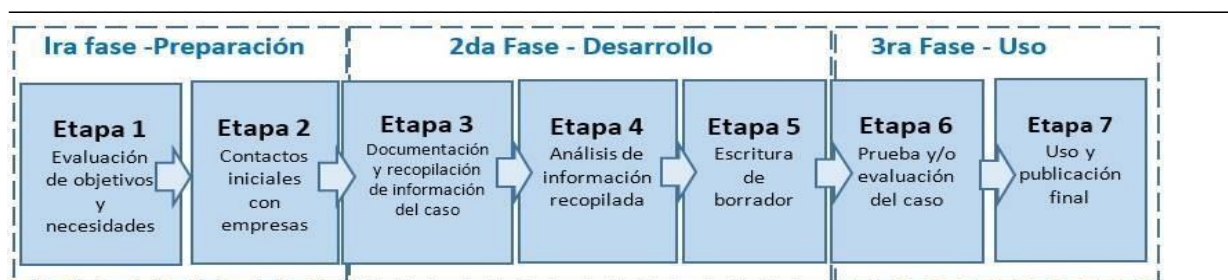 Ira fase -Preparación
2da Fase - Desarrollo
3ra Fase - Uso
Etapa 1
Evaluación
de objetivos
y
necesidades
Etapa 2
Contactos
iniciales
con
empresas
Etapa 3
Documentación
y recopilación
de información
del caso
Etapa 4
Análisis de
información
recopilada
Etapa 5
Escritura
de
borrador
Etapa 6
Prueba y/o
evaluación
del caso
Etapa 7
Uso y
publicación
final